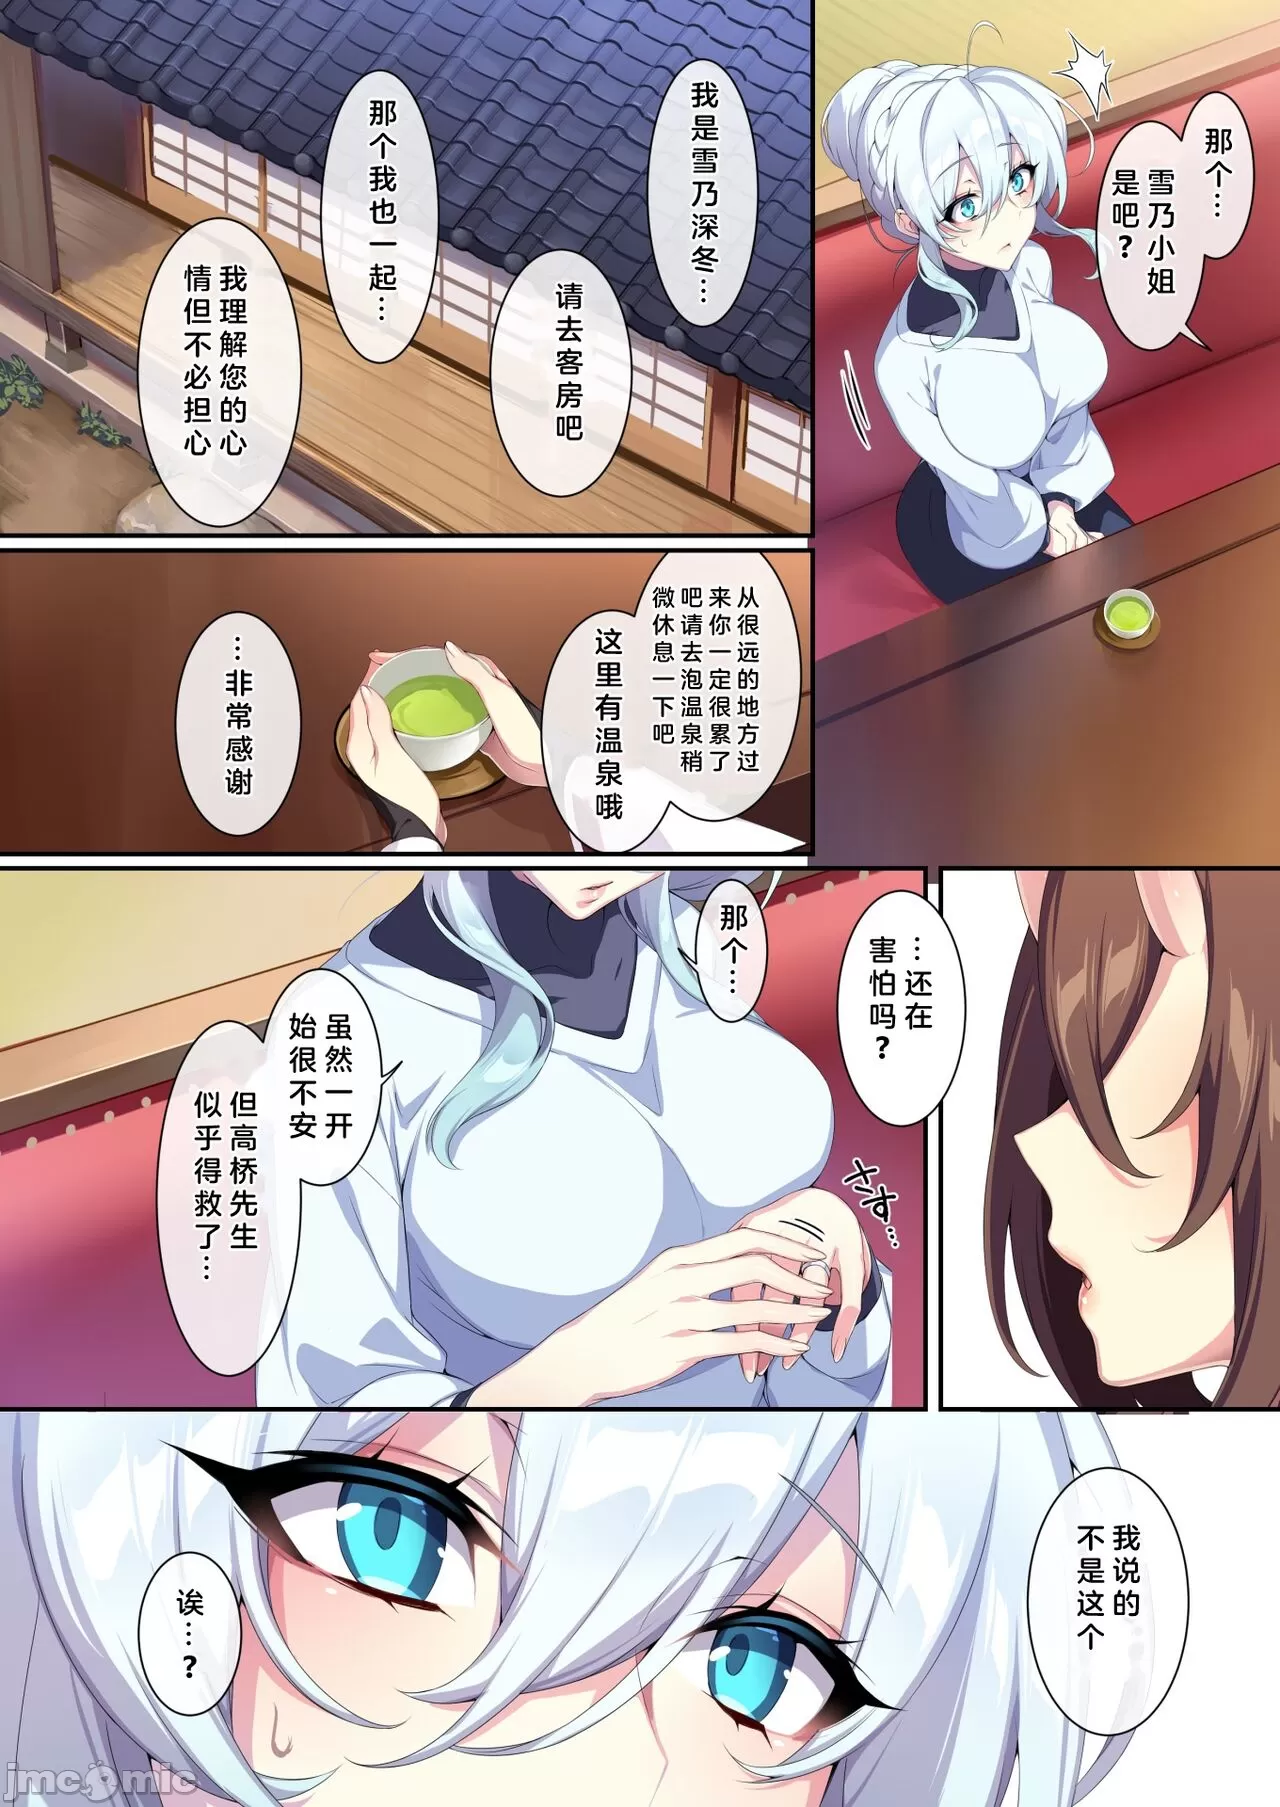 那个…
雪乃小姐
是吧？
我是雪乃深冬…
请去客房吧
那个我也一起…
我理解您的心
情但不必担心
从很远的地方过
来你一定很累了
吧请去泡温泉稍
微休息一下吧
这里有温泉哦
…非常感谢
…还在
害怕吗？
那个…
虽然一开
始很不安
但高桥先生
似乎得救了…
さす…
我说的
不是这个
诶…？
jmcomic